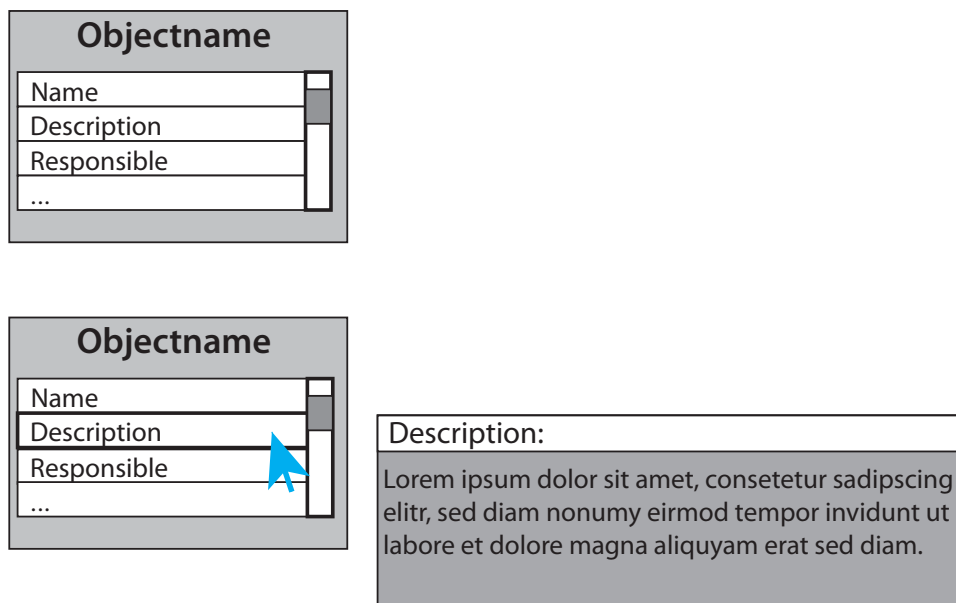 Objectname
Name
Description
Responsible
...
Objectname
Name
Description
Responsible
...
Description:
Lorem ipsum dolor sit amet, consetetur sadipscing
elitr, sed diam nonumy eirmod tempor invidunt ut
labore et dolore magna aliquyam erat sed diam.